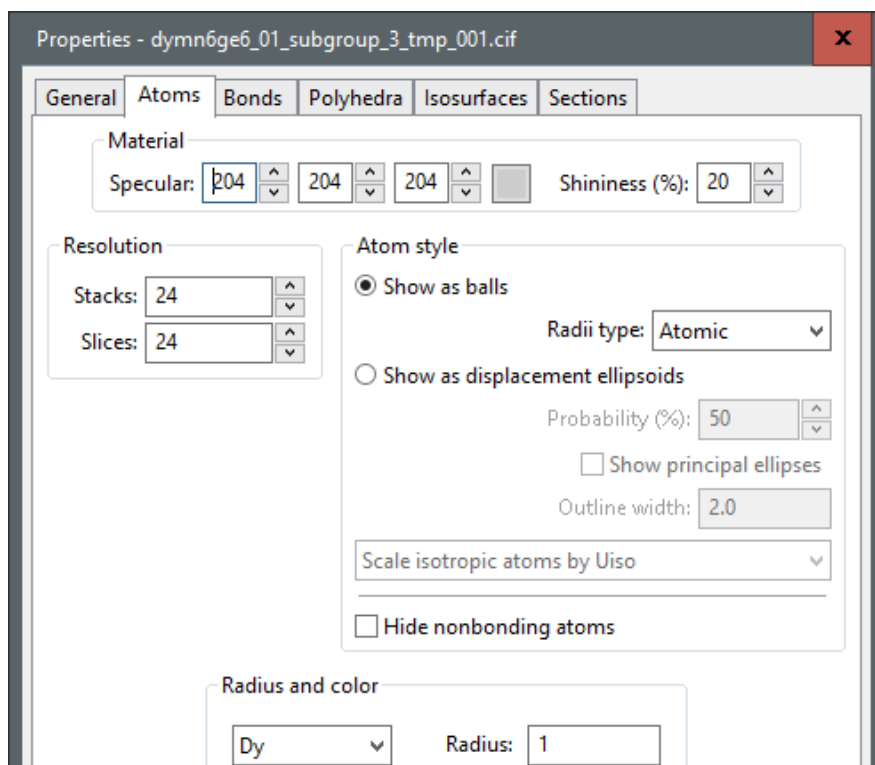 Properties - dymn6ge6_01_subgroup_3_tmp_001.cif x
General Atoms Bonds Polyhedra Isosurfaces Sections
Material
Specular: 204 204 204 Shininess (%): 20
Resolution
Stacks: 24
Slices: 24
Atom style
Show as balls
Radii type: Atomic
Show as displacement ellipsoids
Probability (%): 50
Show principal ellipses
Outline width: 2.0
Scale isotropic atoms by Uiso
Hide nonbonding atoms
Radius and color
Dy Radius: 1